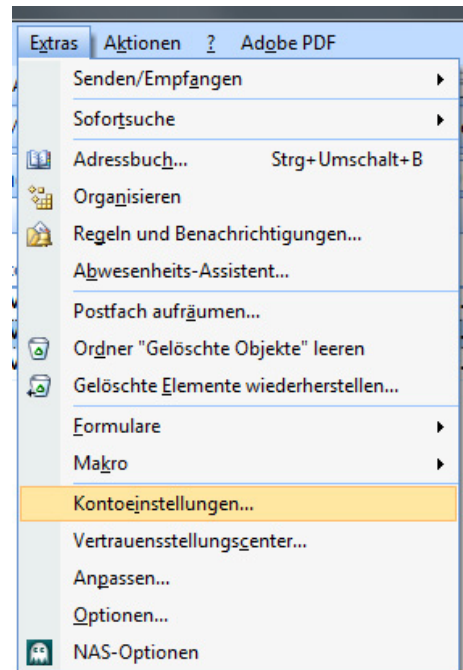 Extras Aktionen ? Adobe PDF
Senden/Empfangen
Sofortsuche
Adressbuch... Strg+Umschalt+B
Organisieren
Regeln und Benachrichtigungen...
Abwesenheits-Assistent...
Postfach aufräumen...
Ordner "Gelöschte Objekte" leeren
Gelöschte Elemente wiederherstellen...
Formulare
Makro
Kontoeinstellungen...
Vertrauensstellungscenter...
Anpassen...
Optionen...
NAS-Optionen